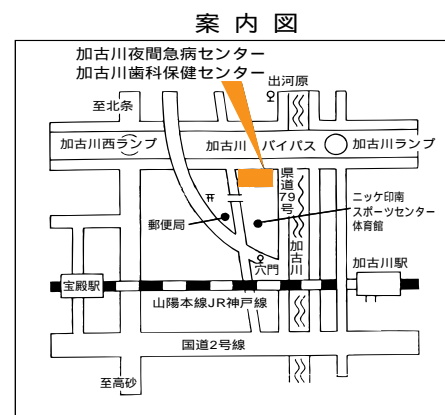 案内図
加古川夜間急病センター
加古川歯科保健センター
出河原
至北条
加古川西ランプ
加古川バイパス
加古川ランプ
県道79号
ニッケ印南
スポーツセンター
体育館
郵便局
加古川
穴門
加古川駅
宝殿駅
山陽本線JR神戸線
国道2号線
至高砂